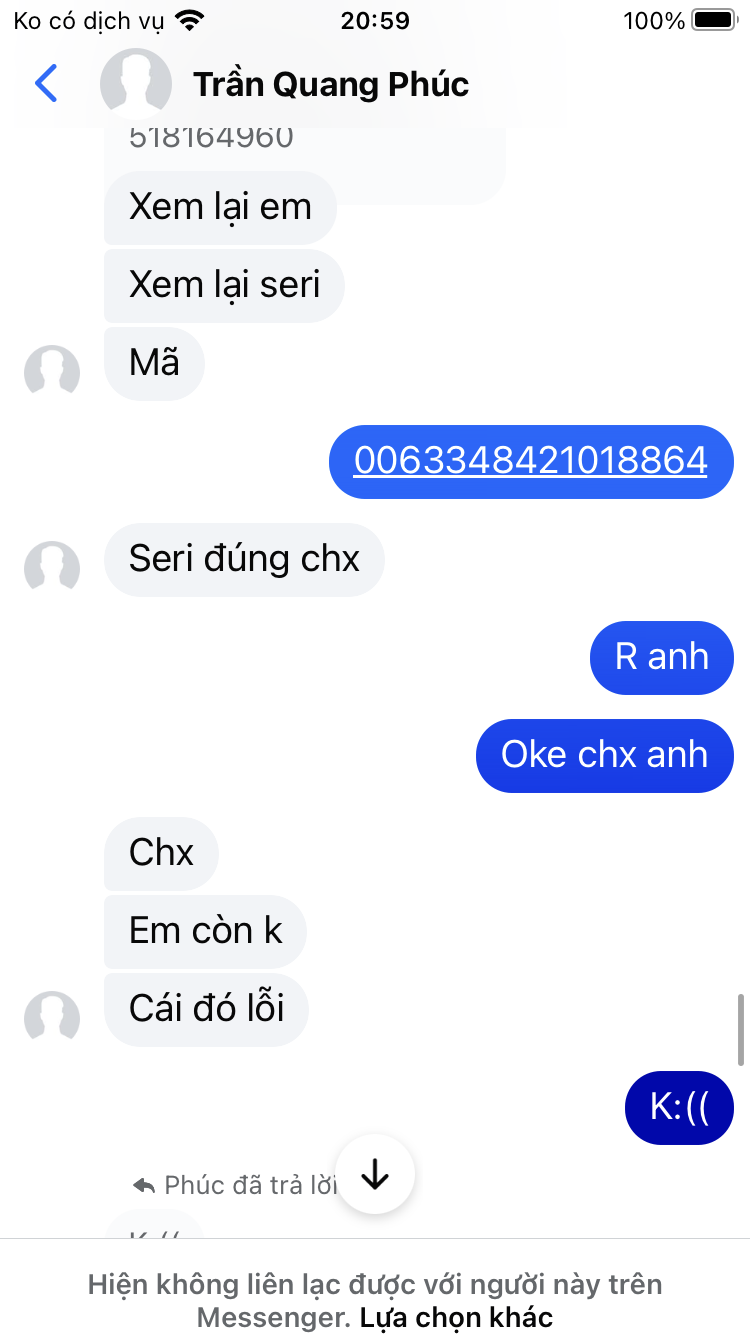 Ko có dịch vụ
20:59
100%
Trần Quang Phúc
518164960
Xem lại em
Xem lại seri
Mã
0063348421018864
Seri đúng chx
R anh
Oke chx anh
Chx
Em còn k
Cái đó lỗi
K:((
Phúc đã trả lời
K:((
Hiện không liên lạc được với người này trên
Messenger. Lựa chọn khác